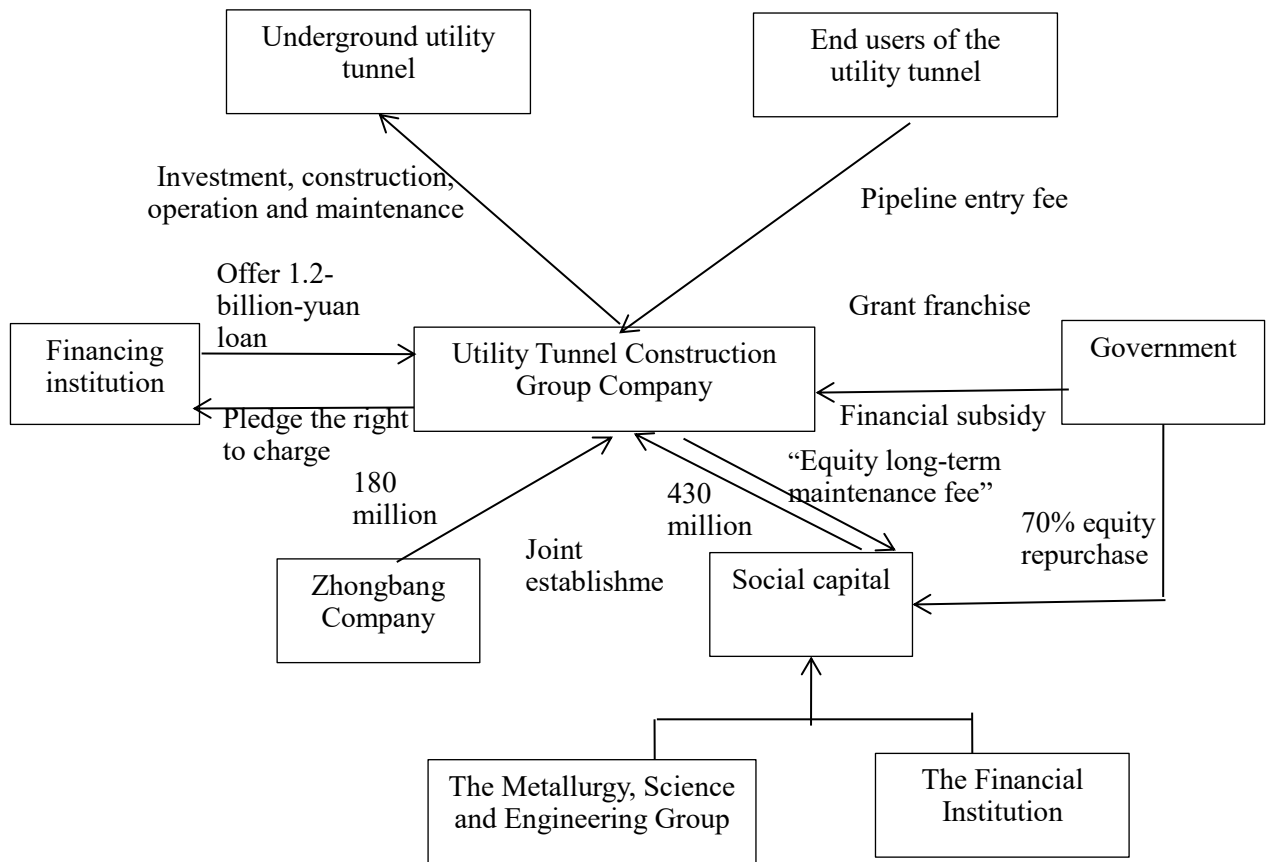 Underground utility
tunnel
End users of the
utility tunnel
Investment, construction,
operation and maintenance
Pipeline entry fee
Offer 1.2-
billion-yuan
loan
Grant franchise
Financing
institution
Utility Tunnel Construction
Group Company
Government
Pledge the right
to charge
Financial subsidy
180
million
430
million
“Equity long-term
maintenance fee”
70% equity
repurchase
Joint
establishme
Zhongbang
Company
Social capital
The Metallurgy, Science
and Engineering Group
The Financial
Institution